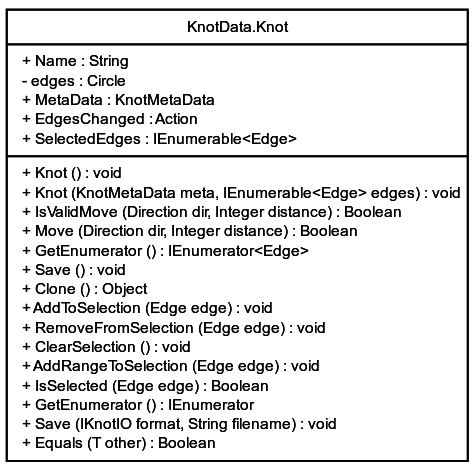 KnotData.Knot
+ Name : String
- edges : Circle
+ MetaData : KnotMetaData
+ EdgesChanged : Action
+ SelectedEdges : IEnumerable<Edge>
+ Knot () : void
+ Knot (KnotMetaData meta, IEnumerable<Edge> edges) : void
+ IsValidMove (Direction dir, Integer distance) : Boolean
+ Move (Direction dir, Integer distance) : Boolean
+ GetEnumerator () : IEnumerator<Edge>
+ Save () : void
+ Clone () : Object
+ AddToSelection (Edge edge) : void
+ RemoveFromSelection (Edge edge) : void
+ ClearSelection () : void
+ AddRangeToSelection (Edge edge) : void
+ IsSelected (Edge edge) : Boolean
+ GetEnumerator () : IEnumerator
+ Save (IKnotIO format, String filename) : void
+ Equals (T other) : Boolean